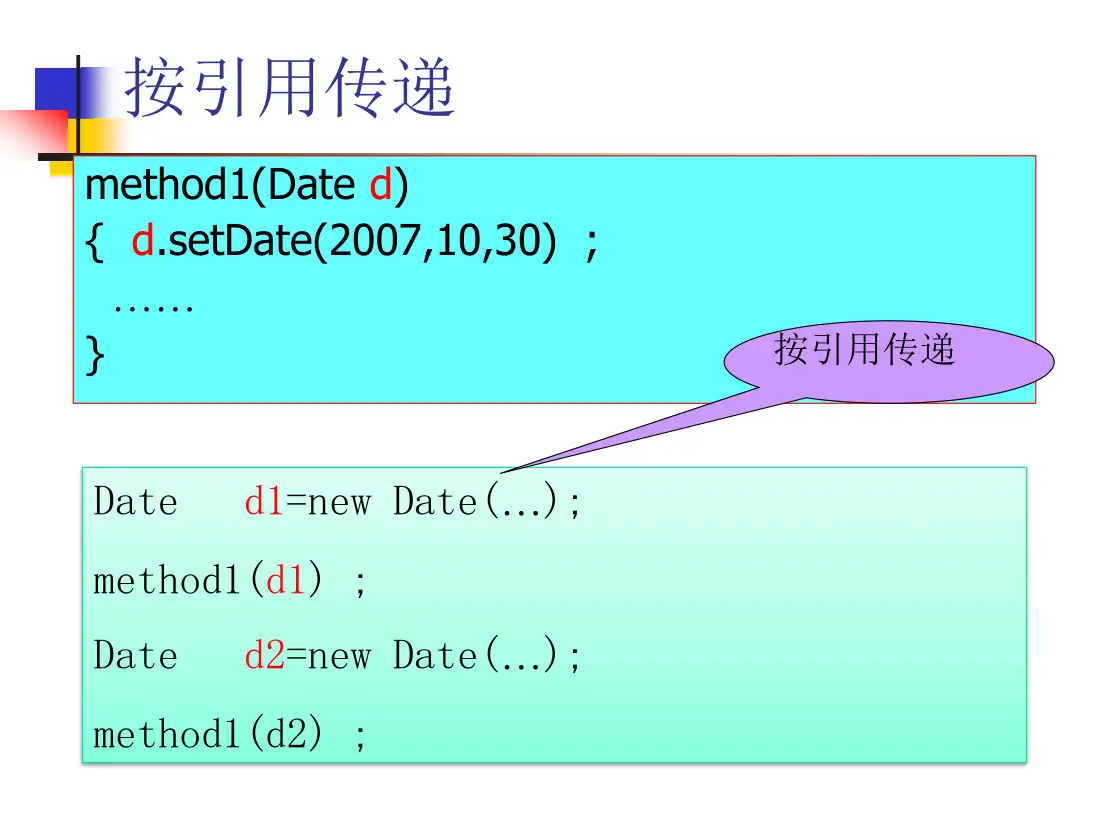 按引用传递
method1(Date d)
{  d.setDate(2007,10,30)  ;
……
}
按引用传递
Date   d1=new Date(…);
method1(d1) ;
Date   d2=new Date(…);
method1(d2) ;